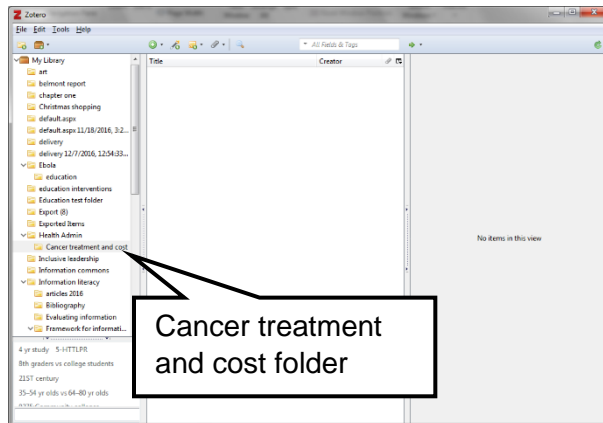 Zotero
File Edit Tools Help
All Fields & Tags
My Library
art
belmont report
chapter one
Christmas shopping
default.aspx
default.aspx 11/18/2016, 3:2...
delivery
delivery 12/7/2016, 12:54:33...
Ebola
education
education interventions
Education test folder
Export (8)
Exported Items
Health Admin
Cancer treatment and cost
Inclusive leadership
Information commons
Information literacy
articles 2016
Bibliography
Evaluating information
Framework for informati...
4 yr study 5-HTTLPR
8th graders vs college students
21ST century
35–54 yr olds vs 64–80 yr olds
Title Creator
No items in this view
Cancer treatment
and cost folder